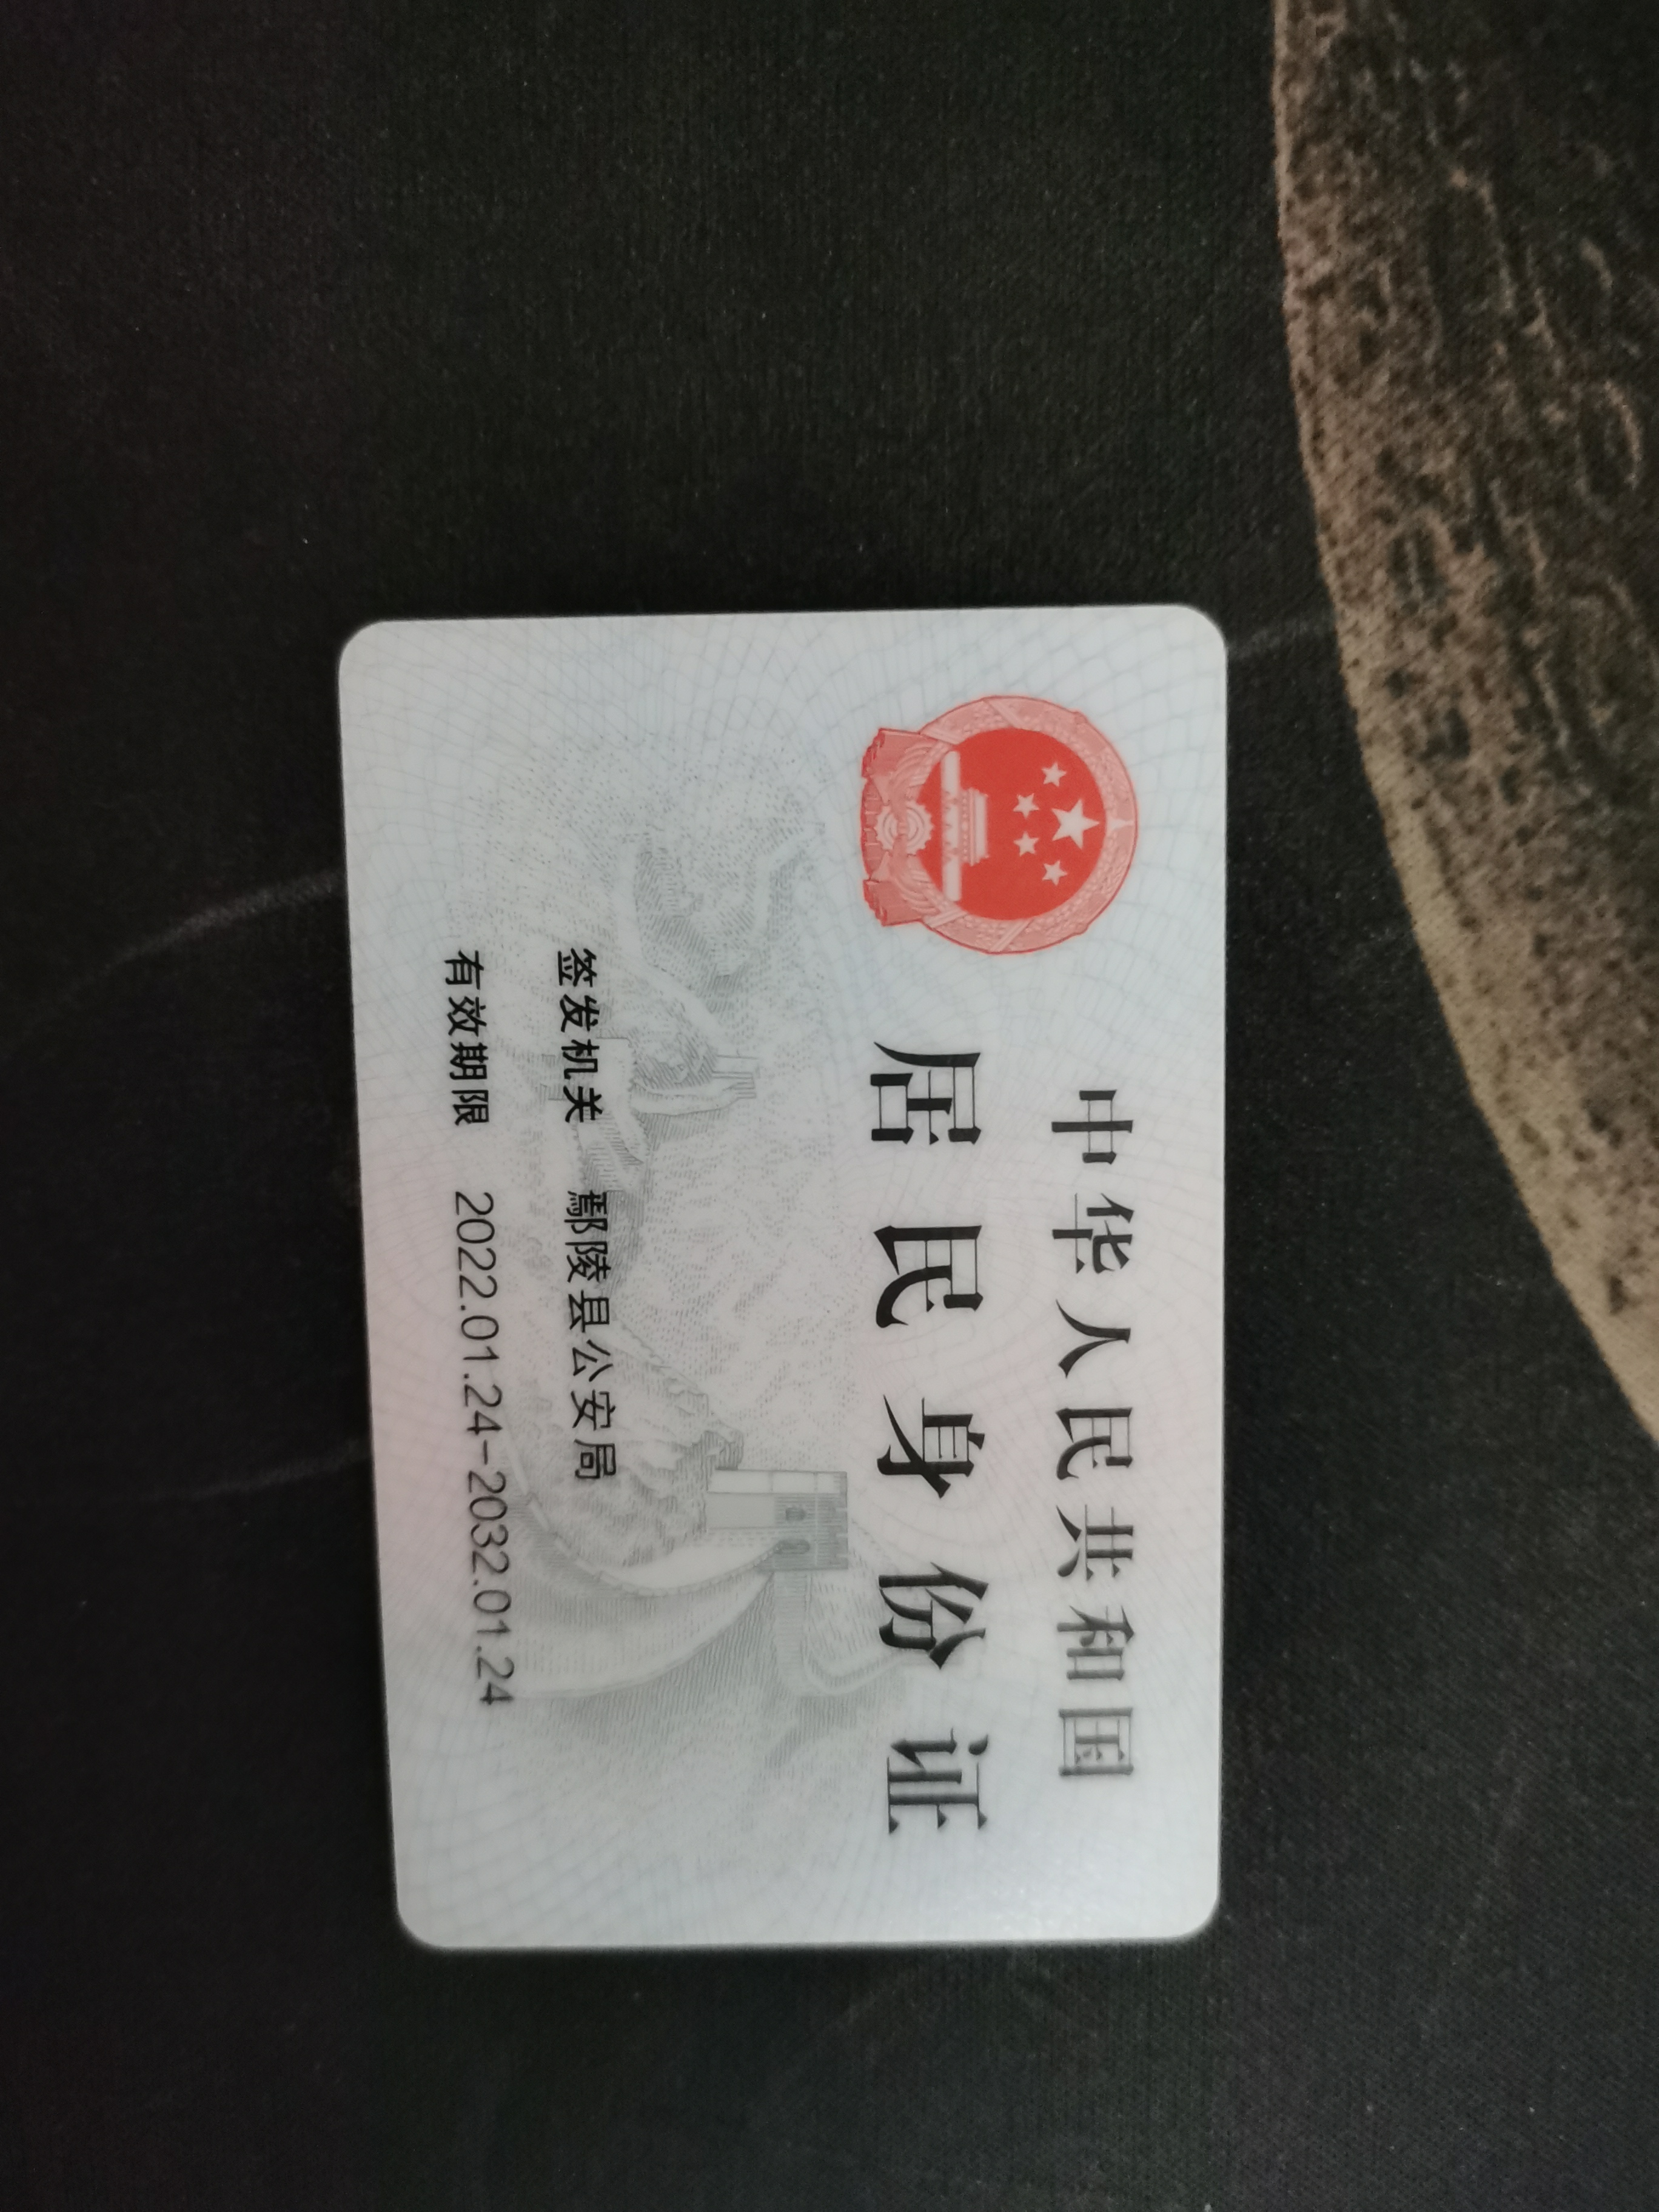 中华人民共和国
居民身份证
签发机关 鄢陵县公安局
有效期限 2022.01.24-2032.01.24